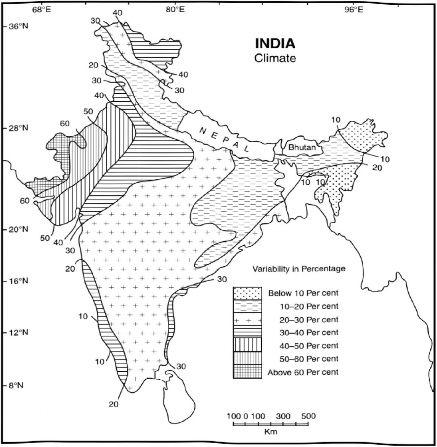 68°E 80°E 96°E
40
30
36°N
INDIA
Climate
40
30
20
30
40
50
60
28°N
NEPAL
Bhutan
10
10
20
10
10
60
50
40
30
20°N
20
30
Variability in Percentage
Below 10 Per cent
10–20 Per cent
20–30 Per cent
30–40 Per cent
40–50 Per cent
50–60 Per cent
Above 60 Per cent
16°N
10
12°N
10
30
8°N
20
100 0 100 300 500
Km